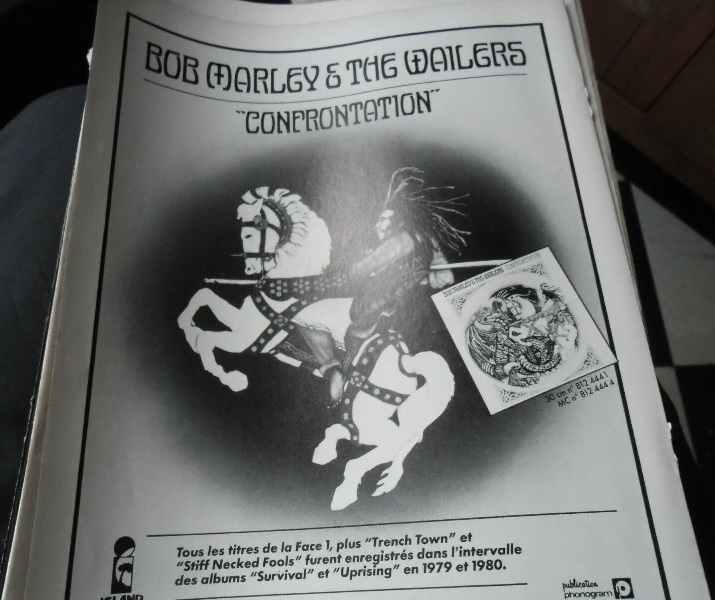 BOB MARLEY & THE WAILERS
"CONFRONTATION"
BOB MARLEY & THE WAILERS CONFRONTATION
30 cm n° 812 444 1
MC n° 812 444 4
Tous les titres de la Face 1, plus "Trench Town" et
"Stiff Necked Fools" furent enregistrés dans l'intervalle
des albums "Survival" et "Uprising" en 1979 et 1980.
ISLAND
publication
phonogram